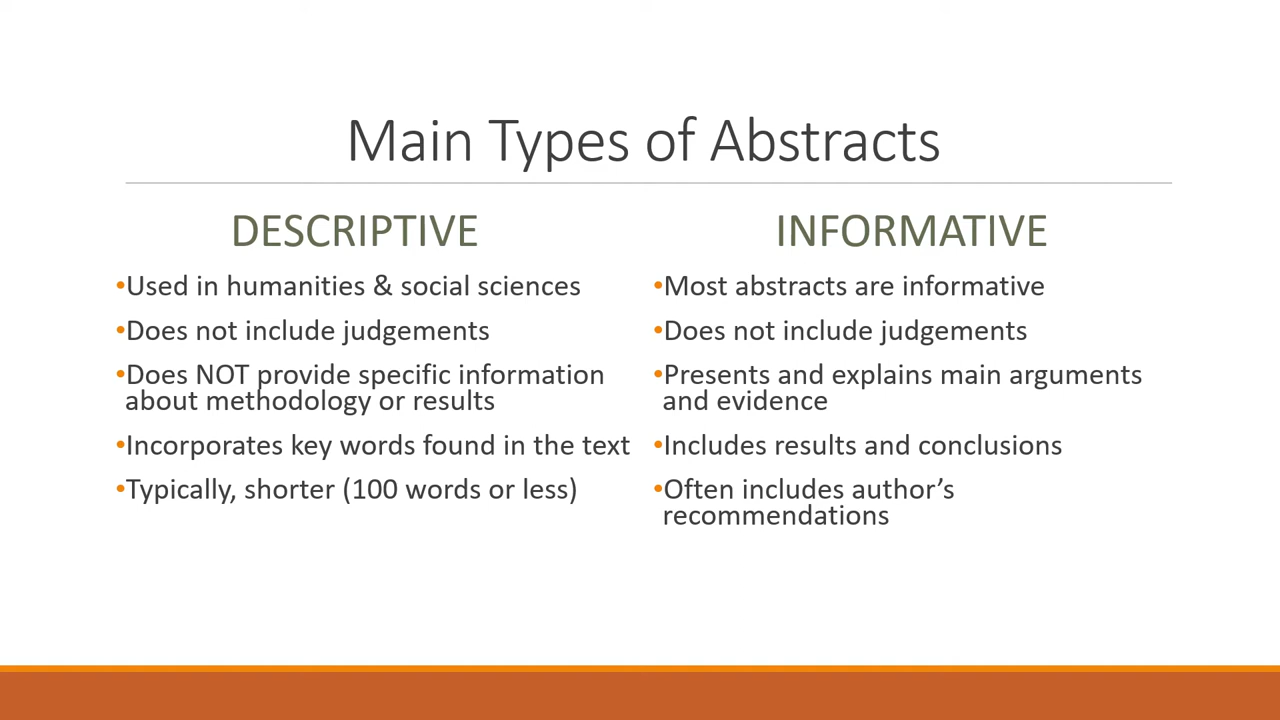 Main Types of Abstracts
DESCRIPTIVE
•Used in humanities & social sciences
•Does not include judgements
•Does NOT provide specific information
about methodology or results
•Incorporates key words found in the text
•Typically, shorter (100 words or less)
INFORMATIVE
•Most abstracts are informative
•Does not include judgements
•Presents and explains main arguments
and evidence
•Includes results and conclusions
•Often includes author’s
recommendations